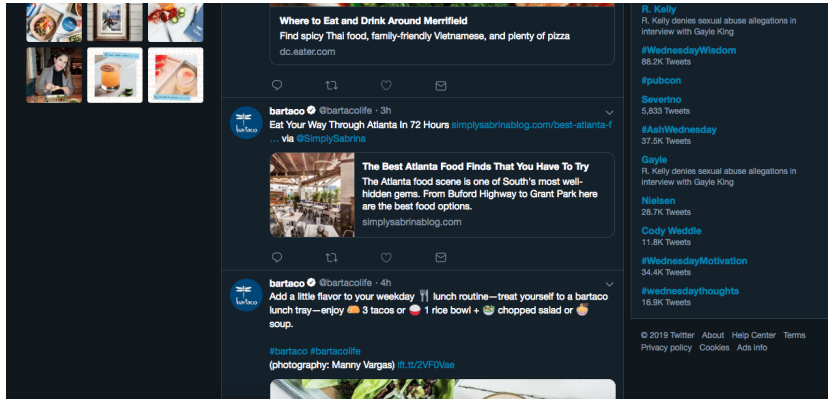 Where to Eat and Drink Around Merrifield
Find spicy Thai food, family-friendly Vietnamese, and plenty of pizza
dc.eater.com
bartaco @bartacolife · 3h
Eat Your Way Through Atlanta In 72 Hours simplysabrinablog.com/best-atlanta-f
… via @SimplySabrina
The Best Atlanta Food Finds That You Have To Try
The Atlanta food scene is one of South's most well-
hidden gems. From Buford Highway to Grant Park here
are the best food options.
simplysabrinablog.com
bartaco @bartacolife · 4h
Add a little flavor to your weekday 🍴 lunch routine—treat yourself to a bartaco
lunch tray—enjoy 🌮 3 tacos or 🍚 1 rice bowl + 🥗 chopped salad or 🍜
soup.
#bartaco #bartacolife
(photography: Manny Vargas) ift.tt/2VF0Vae
bartaco
bartaco
R. Kelly
R. Kelly denies sexual abuse allegations in
interview with Gayle King
#WednesdayWisdom
88.2K Tweets
#pubcon
Severino
5,833 Tweets
#AshWednesday
37.5K Tweets
Gayle
R. Kelly denies sexual abuse allegations in
interview with Gayle King
Nielsen
28.7K Tweets
Cody Weddle
11.8K Tweets
#WednesdayMotivation
34.4K Tweets
#wednesdaythoughts
16.9K Tweets
© 2019 Twitter About Help Center Terms
Privacy policy Cookies Ads info